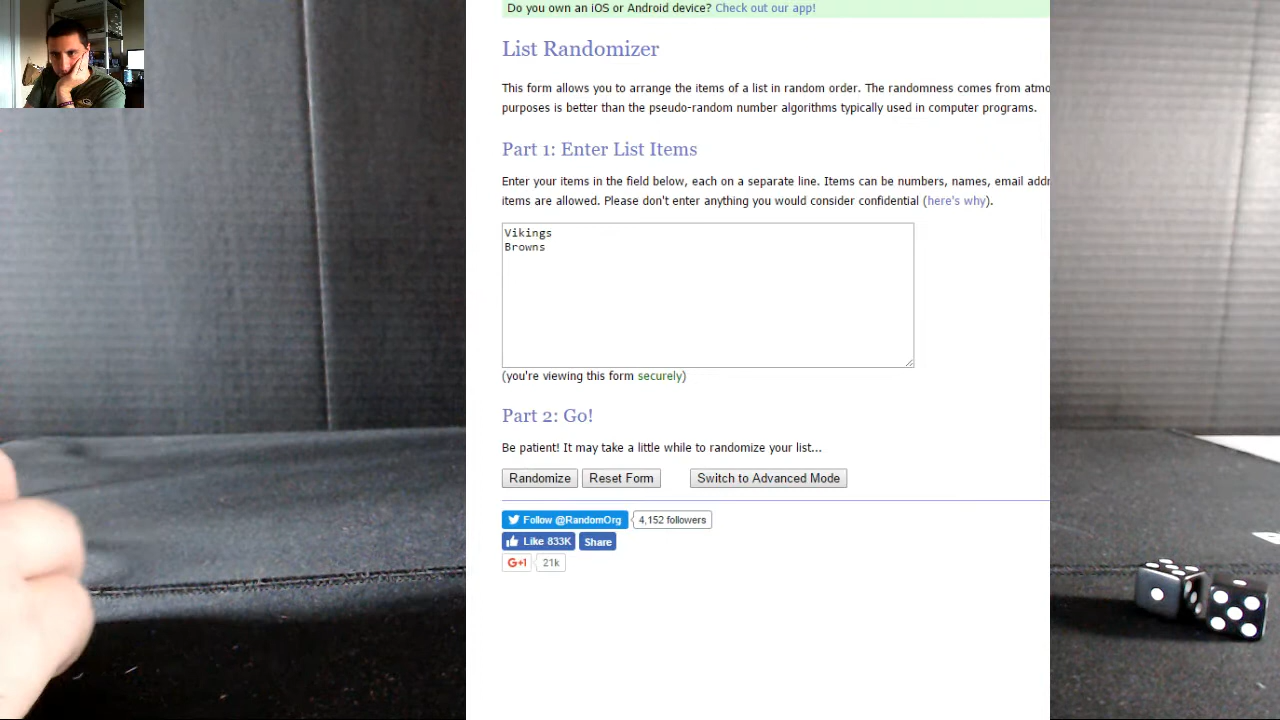 Do you own an iOS or Android device? Check out our app!
List Randomizer
This form allows you to arrange the items of a list in random order. The randomness comes from atmo
purposes is better than the pseudo-random number algorithms typically used in computer programs.
Part 1: Enter List Items
Enter your items in the field below, each on a separate line. Items can be numbers, names, email addr
items are allowed. Please don't enter anything you would consider confidential (here's why).
Vikings
Browns
(you're viewing this form securely)
Part 2: Go!
Be patient! It may take a little while to randomize your list...
Randomize Reset Form Switch to Advanced Mode
Follow @RandomOrg 4,152 followers
Like 833K Share
G+1 21k